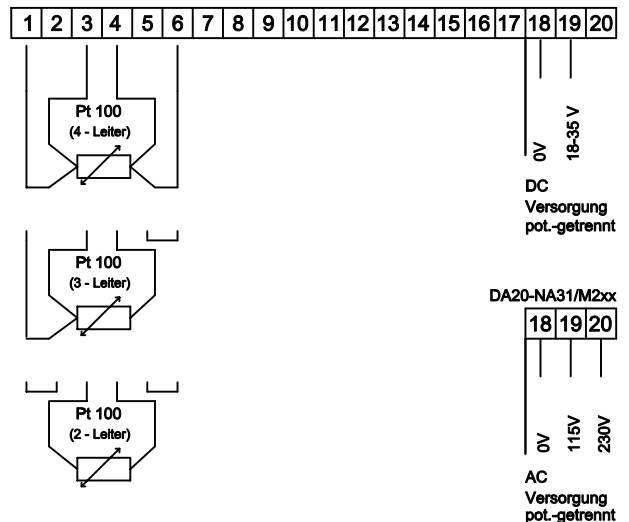 1 2 3 4 5 6 7 8 9 10 11 12 13 14 15 16 17 18 19 20
Pt 100
(4 - Leiter)
0V
18-35 V
DC
Versorgung
pot.-getrennt
Pt 100
(3 - Leiter)
DA20-NA31/M2xx
18 19 20
Pt 100
(2 - Leiter)
0V
115V
230V
AC
Versorgung
pot.-getrennt